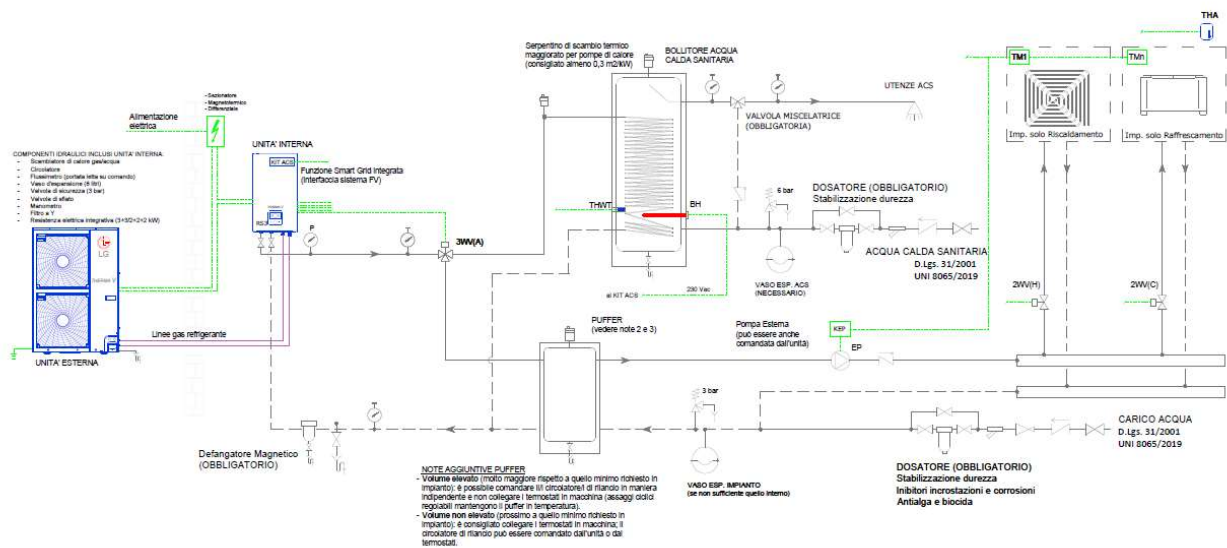 THA
Serpentino di scambio termico
maggiorato per pompe di calore
(consigliato almeno 0,3 m2/kW)
BOLLITORE ACQUA
CALDA SANITARIA
TM1
TMn
- Sezionatore
- Magnetotermico
- Differenziale
Alimentazione
elettrica
UTENZE ACS
VALVOLA MISCELATRICE
(OBBLIGATORIA)
Imp. solo Riscaldamento
Imp. solo Raffrescamento
UNITA' INTERNA
KIT ACS
Funzione Smart Grid Integrata
(Interfaccia sistema PV)
COMPONENTI IDRAULICI INCLUSI UNITA' INTERNA:
- Scambiatore di calore gas/acqua
- Circolatore
- Flussimetro (portata letta su comando)
- Vaso d'espansione (8 litri)
- Valvola di sicurezza (3 bar)
- Valvola di sfiato
- Manometro
- Filtro a Y
- Resistenza elettrica integrativa (3+3/2+2+2 kW)
THWT
BH
6 bar
DOSATORE (OBBLIGATORIO)
Stabilizzazione durezza
RS3
P
T
3WV(A)
LG
ACQUA CALDA SANITARIA
D.Lgs. 31/2001
UNI 8065/2019
al KIT ACS
230 Vac
VASO ESP. ACS
(NECESSARIO)
2WV(H)
2WV(C)
PUFFER
(vedere note 2 e 3)
Pompa Esterna
(può essere anche
comandata dall'unità)
KEP
EP
Linee gas refrigerante
UNITA' ESTERNA
3 bar
CARICO ACQUA
D.Lgs. 31/2001
UNI 8065/2019
Defangatore Magnetico
(OBBLIGATORIO)
NOTE AGGIUNTIVE PUFFER
- Volume elevato (molto maggiore rispetto a quello minimo richiesto in
impianto): è possibile comandare il/i circolatore/i di rilancio in maniera
indipendente e non collegare i termostati in macchina (assaggi ciclici
regolabili mantengono il puffer in temperatura).
- Volume non elevato (prossimo a quello minimo richiesto in
impianto): è consigliato collegare i termostati in macchina; il
circolatore di rilancio può essere comandato dall'unità o dai
termostati.
VASO ESP. IMPIANTO
(se non sufficiente quello interno)
DOSATORE (OBBLIGATORIO)
Stabilizzazione durezza
Inibitori incrostazioni e corrosioni
Antialga e biocida